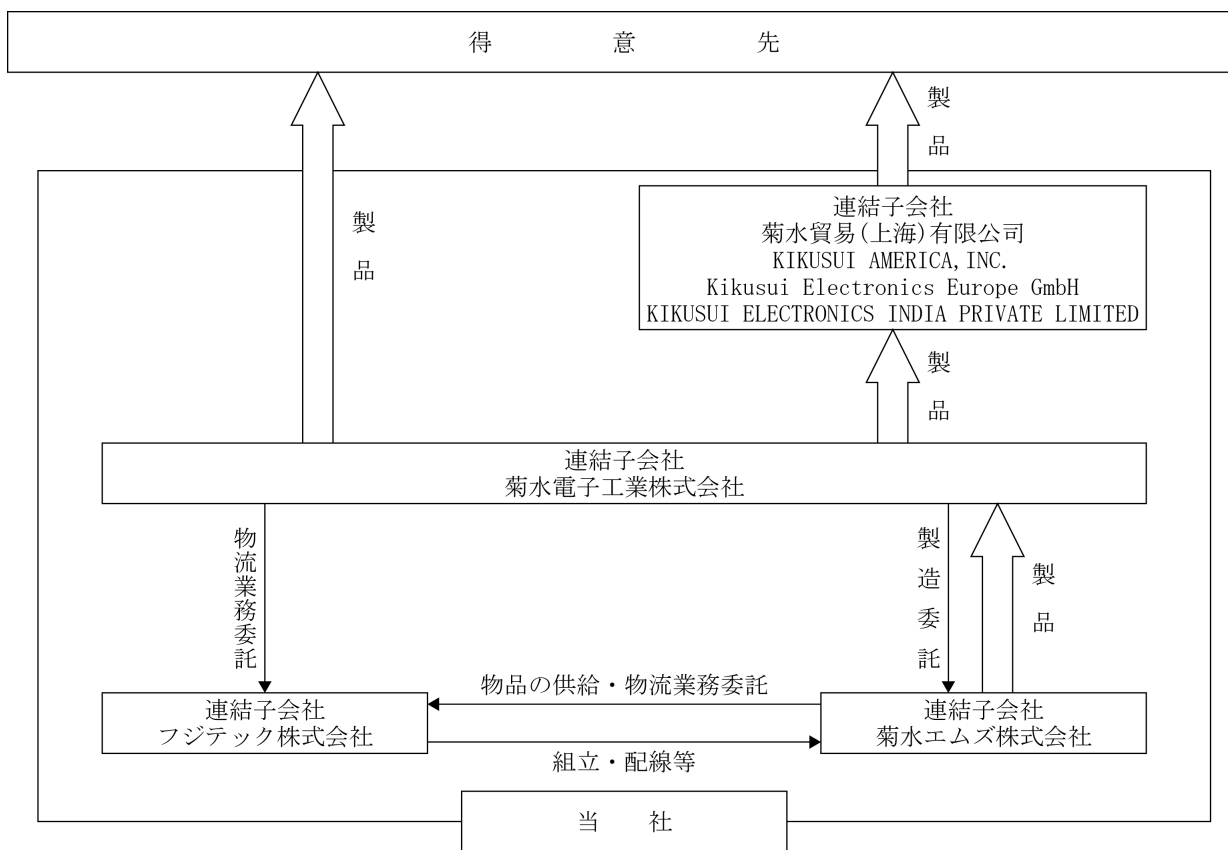 得意先
製品
製品
連結子会社
菊水貿易(上海)有限公司
KIKUSUI AMERICA,INC.
Kikusui Electronics Europe GmbH
KIKUSUI ELECTRONICS INDIA PRIVATE LIMITED
製品
連結子会社
菊水電子工業株式会社
物流業務委託
製造委託
製品
物品の供給・物流業務委託
連結子会社
フジテック株式会社
連結子会社
菊水エムズ株式会社
組立・配線等
当社